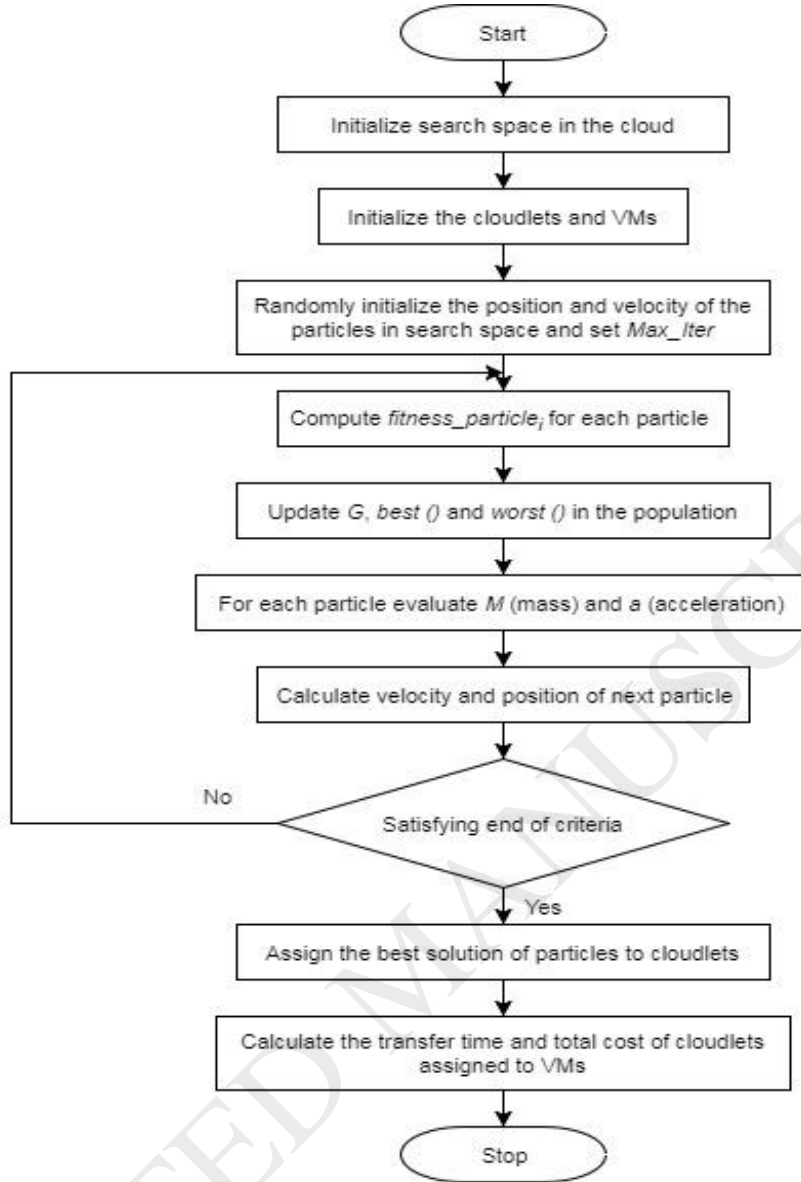 Start
Initialize search space in the cloud
Initialize the cloudlets and VMs
Randomly initialize the position and velocity of the
particles in search space and set Max_Iter
Compute fitness_particleᵢ for each particle
Update G, best () and worst () in the population
For each particle evaluate M (mass) and a (acceleration)
Calculate velocity and position of next particle
No
Satisfying end of criteria
Yes
Assign the best solution of particles to cloudlets
Calculate the transfer time and total cost of cloudlets
assigned to VMs
Stop
TED MANUSC